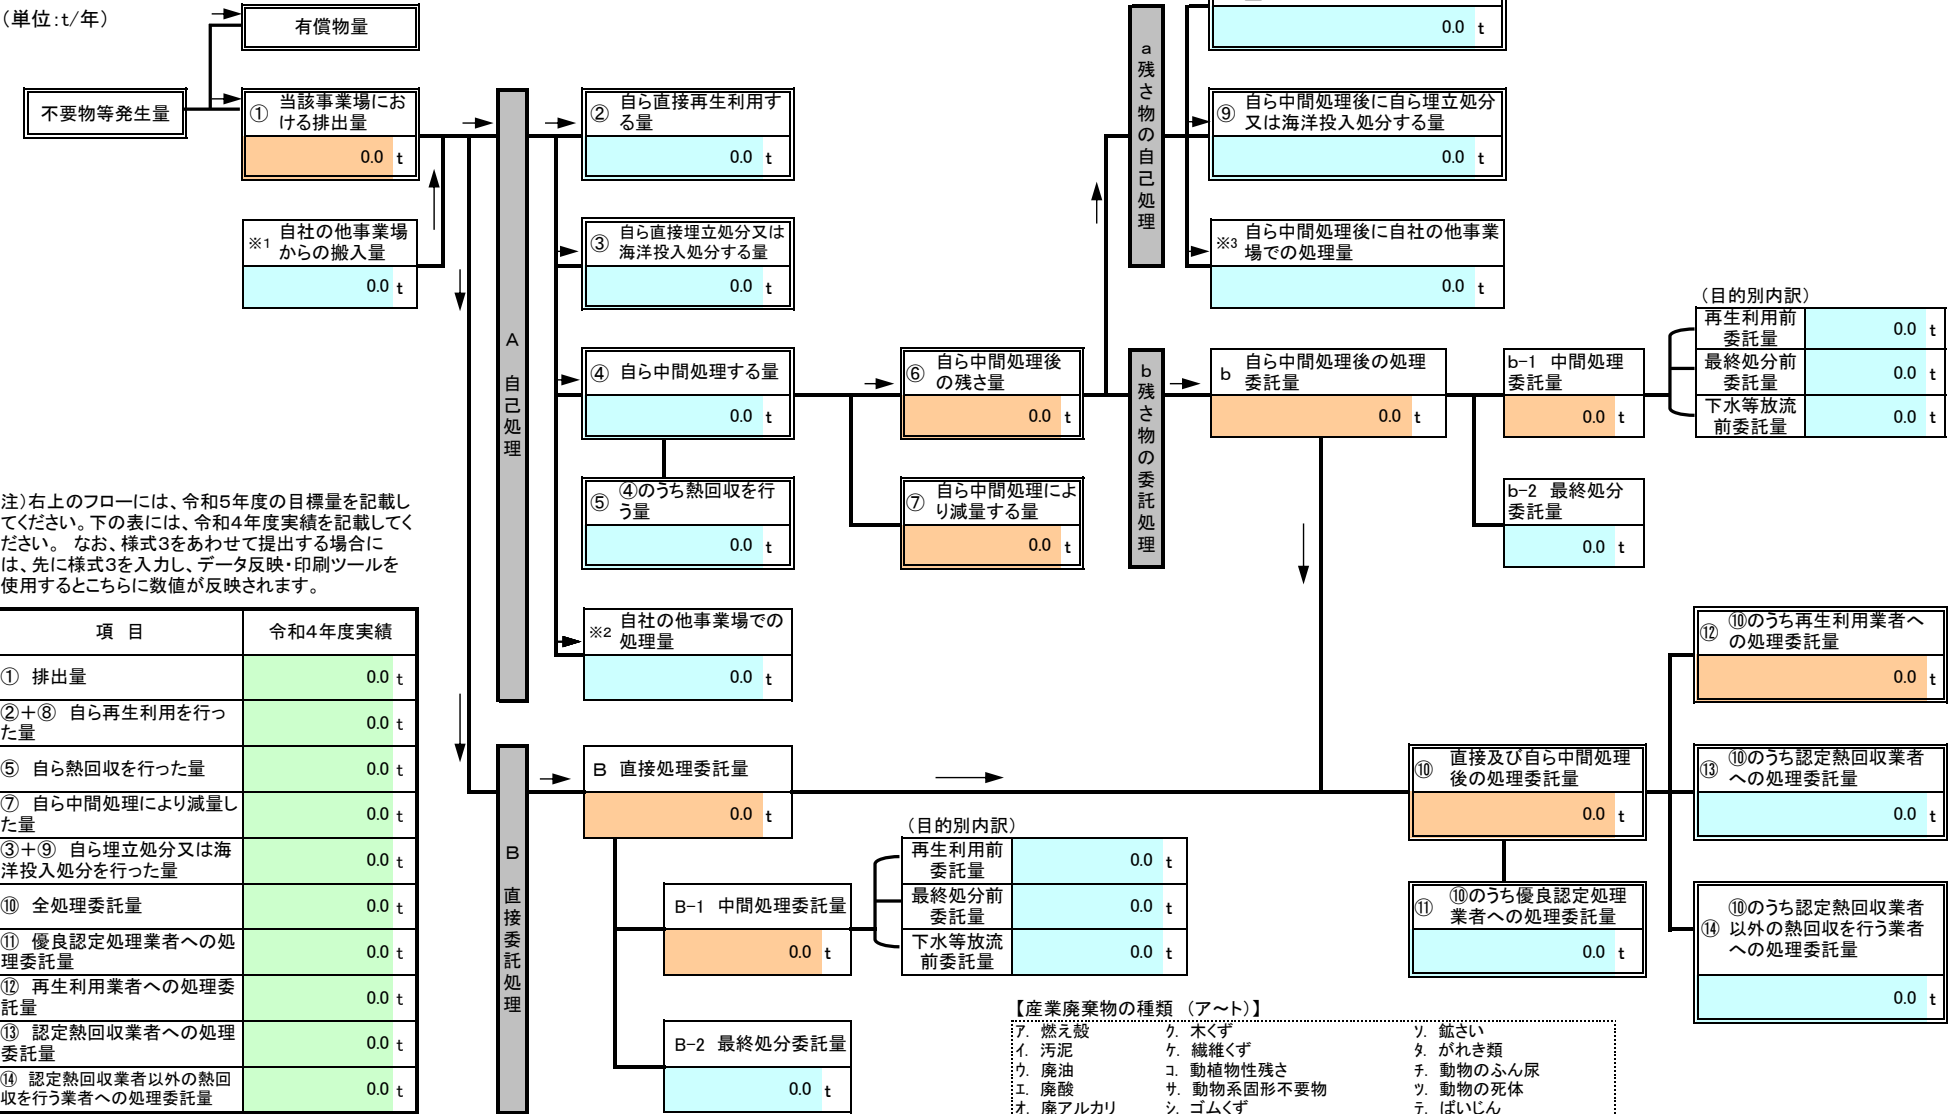 （単位：t/年）
有償物量
不要物等発生量
① 当該事業場にお
ける排出量
0.0 t
※1 自社の他事業場
からの搬入量
0.0 t
A 自己処理
② 自ら直接再生利用す
る量
0.0 t
③ 自ら直接埋立処分又は
海洋投入処分する量
0.0 t
④ 自ら中間処理する量
0.0 t
⑤ ④のうち熱回収を行
う量
0.0 t
※2 自社の他事業場での
処理量
0.0 t
⑥ 自ら中間処理後
の残さ量
0.0 t
⑦ 自ら中間処理によ
り減量する量
0.0 t
a 残さ物の自己処理
0.0 t
⑨ 自ら中間処理後に自ら埋立処分
又は海洋投入処分する量
0.0 t
※3 自ら中間処理後に自社の他事業
場での処理量
0.0 t
b 残さ物の委託処理
b 自ら中間処理後の処理
委託量
0.0 t
b-1 中間処理
委託量
0.0 t
（目的別内訳）
再生利用前
委託量
0.0 t
最終処分前
委託量
0.0 t
下水等放流
前委託量
0.0 t
b-2 最終処分
委託量
0.0 t
注）右上のフローには、令和5年度の目標量を記載し
てください。下の表には、令和4年度実績を記載してく
ださい。 なお、様式3をあわせて提出する場合に
は、先に様式3を入力し、データ反映・印刷ツールを
使用するとこちらに数値が反映されます。
項 目 令和4年度実績
① 排出量 0.0 t
②＋⑧ 自ら再生利用を行っ
た量
0.0 t
⑤ 自ら熱回収を行った量 0.0 t
⑦ 自ら中間処理により減量し
た量
0.0 t
③＋⑨ 自ら埋立処分又は海
洋投入処分を行った量
0.0 t
⑩ 全処理委託量 0.0 t
⑪ 優良認定処理業者への処
理委託量
0.0 t
⑫ 再生利用業者への処理委
託量
0.0 t
⑬ 認定熱回収業者への処理
委託量
0.0 t
⑭ 認定熱回収業者以外の熱回
収を行う業者への処理委託量
0.0 t
B 直接委託処理
B 直接処理委託量
0.0 t
B-1 中間処理委託量
0.0 t
（目的別内訳）
再生利用前
委託量
0.0 t
最終処分前
委託量
0.0 t
下水等放流
前委託量
0.0 t
B-2 最終処分委託量
0.0 t
⑩ 直接及び自ら中間処理
後の処理委託量
0.0 t
⑪ ⑩のうち優良認定処理
業者への処理委託量
0.0 t
⑫ ⑩のうち再生利用業者へ
の処理委託量
0.0 t
⑬ ⑩のうち認定熱回収業者
への処理委託量
0.0 t
⑭ ⑩のうち認定熱回収業者
以外の熱回収を行う業者
への処理委託量
0.0 t
【産業廃棄物の種類 （ア～ト）】
ア. 燃え殻 ク. 木くず ソ. 鉱さい
イ. 汚泥 ケ. 繊維くず タ. がれき類
ウ. 廃油 コ. 動植物性残さ チ. 動物のふん尿
エ. 廃酸 サ. 動物系固形不要物 ツ. 動物の死体
オ. 廃アルカリ シ. ゴムくず テ. ばいじん